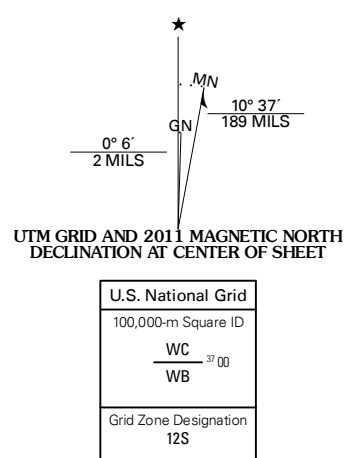 ★
MN
GN
10° 37´
189 MILS
0° 6´
2 MILS
UTM GRID AND 2011 MAGNETIC NORTH
DECLINATION AT CENTER OF SHEET
U.S. National Grid
100,000-m Square ID
WC
37 00
WB
Grid Zone Designation
12S